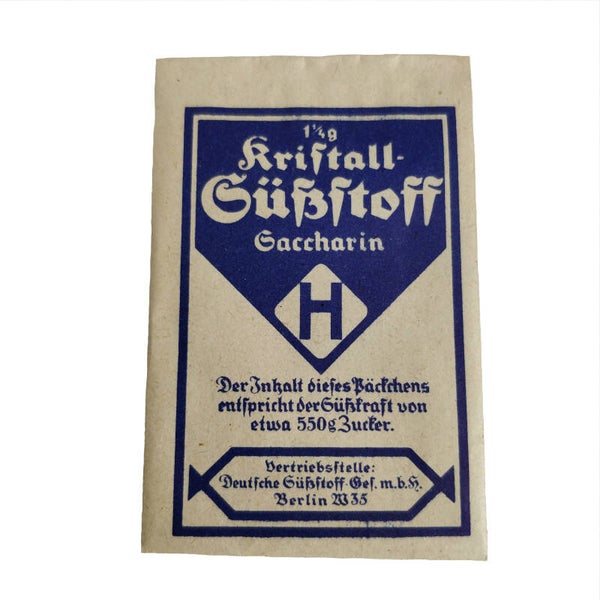 1¼g
Kriſtall-
Süßſtoff
Saccharin
H
Der Inhalt dieſes Päckchens
entſpricht der Süßkraft von
etwa 550g Zucker.
Vertriebsſtelle:
Deutſche Süßſtoff-Geſ. m.b.H.
Berlin W35